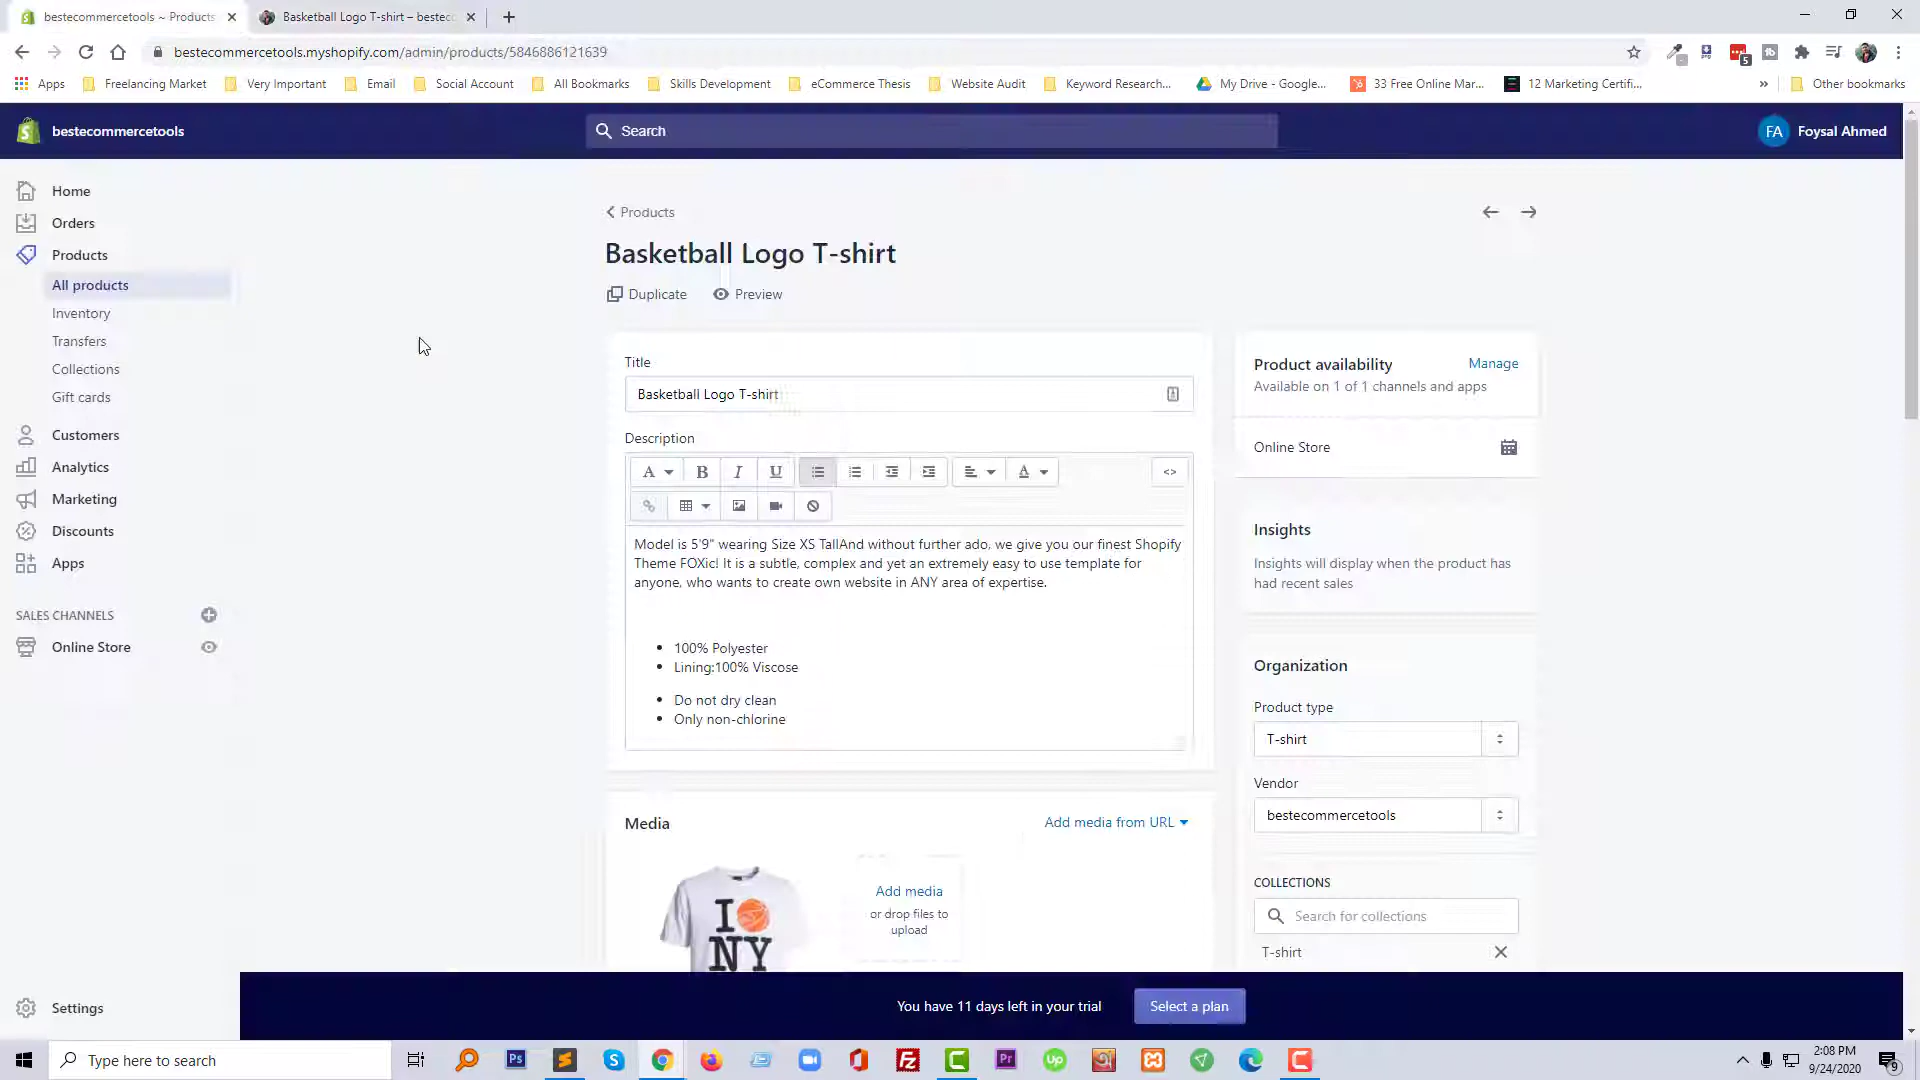 bestecommercetools ~ Products
Basketball Logo T-shirt – bestec
bestecommercetools.myshopify.com/admin/products/5846886121639
5
Apps
Freelancing Market
Very Important
Email
Social Account
All Bookmarks
Skills Development
eCommerce Thesis
Website Audit
Keyword Research...
My Drive - Google...
33 Free Online Mar...
12 Marketing Certifi...
»
Other bookmarks
bestecommercetools
Search
FA
Foysal Ahmed
Home
Orders
Products
All products
Inventory
Transfers
Collections
Gift cards
Customers
Analytics
Marketing
Discounts
Apps
SALES CHANNELS
Online Store
Settings
Products
Basketball Logo T-shirt
Duplicate
Preview
Title
Basketball Logo T-shirt
Description
A B I U A <>
Model is 5'9" wearing Size XS TallAnd without further ado, we give you our finest Shopify
Theme FOXic! It is a subtle, complex and yet an extremely easy to use template for
anyone, who wants to create own website in ANY area of expertise.
• 100% Polyester
• Lining:100% Viscose
• Do not dry clean
• Only non-chlorine
Media
Add media from URL
I
NY
Add media
or drop files to
upload
Product availability
Manage
Available on 1 of 1 channels and apps
Online Store
Insights
Insights will display when the product has
had recent sales
Organization
Product type
T-shirt
Vendor
bestecommercetools
COLLECTIONS
Search for collections
T-shirt
You have 11 days left in your trial
Select a plan
Type here to search
Ps
S
Fz
C
Pr
Up
C
2:08 PM
9/24/2020
9